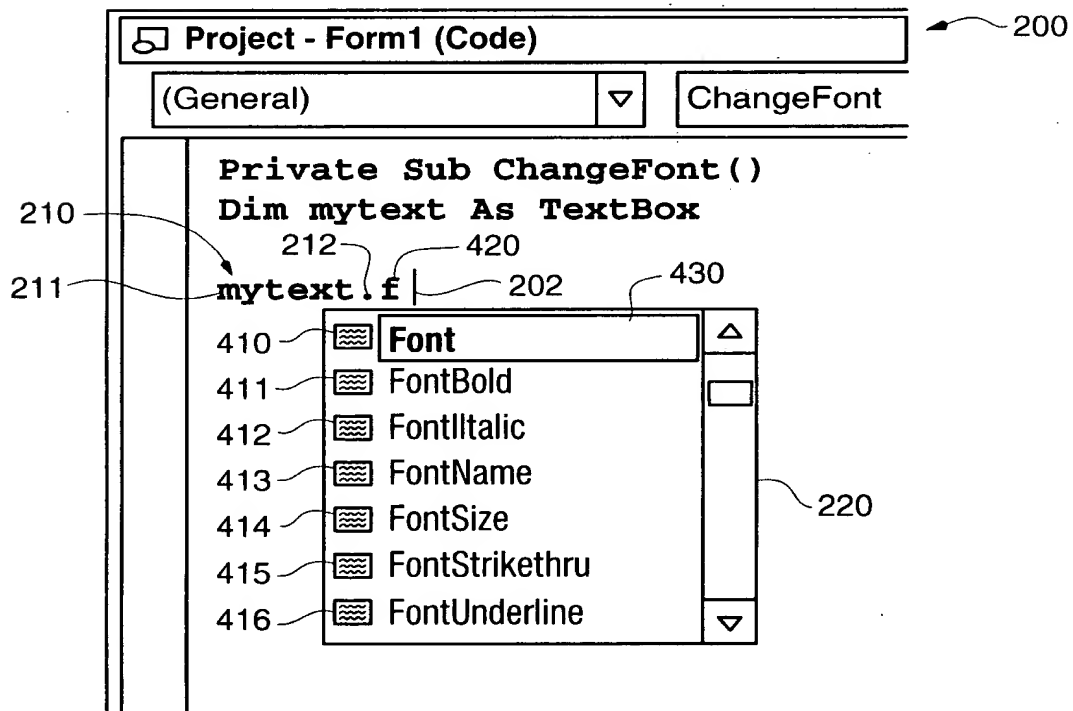 Project - Form1 (Code)
200
(General) ChangeFont
Private Sub ChangeFont()
Dim mytext As TextBox
210
212 420
211 mytext.f 202 430
410 Font
411 FontBold
412 FontIItalic
413 FontName
414 FontSize
220
415 FontStrikethru
416 FontUnderline